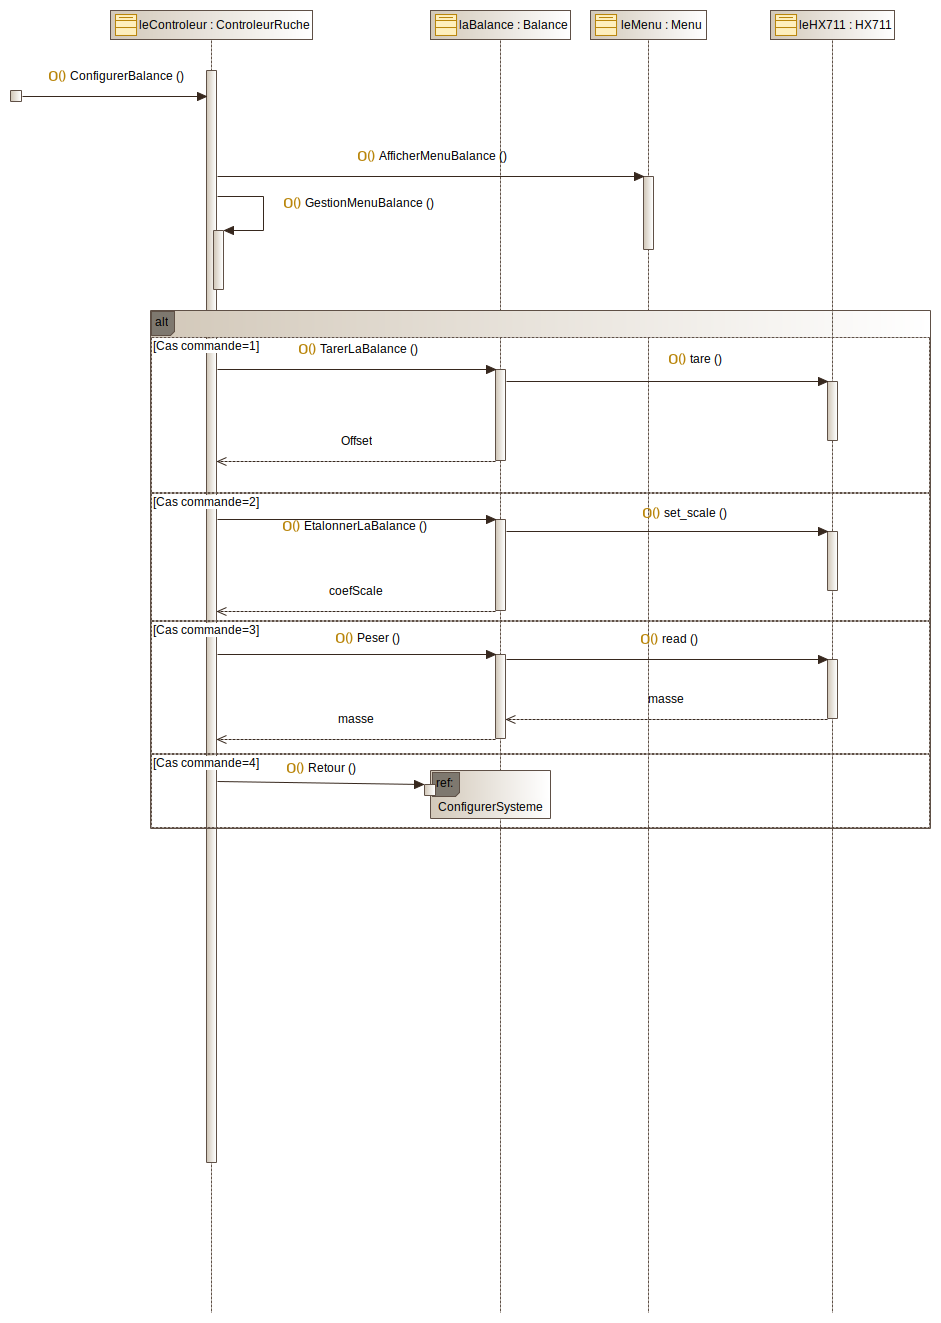 leControleur : ControleurRuche
laBalance : Balance
leMenu : Menu
leHX711 : HX711
O() ConfigurerBalance ()
O() AfficherMenuBalance ()
O() GestionMenuBalance ()
alt
[Cas commande=1]
O() TarerLaBalance ()
O() tare ()
Offset
[Cas commande=2]
O() set_scale ()
O() EtalonnerLaBalance ()
coefScale
[Cas commande=3]
O() Peser ()
O() read ()
masse
masse
[Cas commande=4]
O() Retour ()
ref:
ConfigurerSysteme